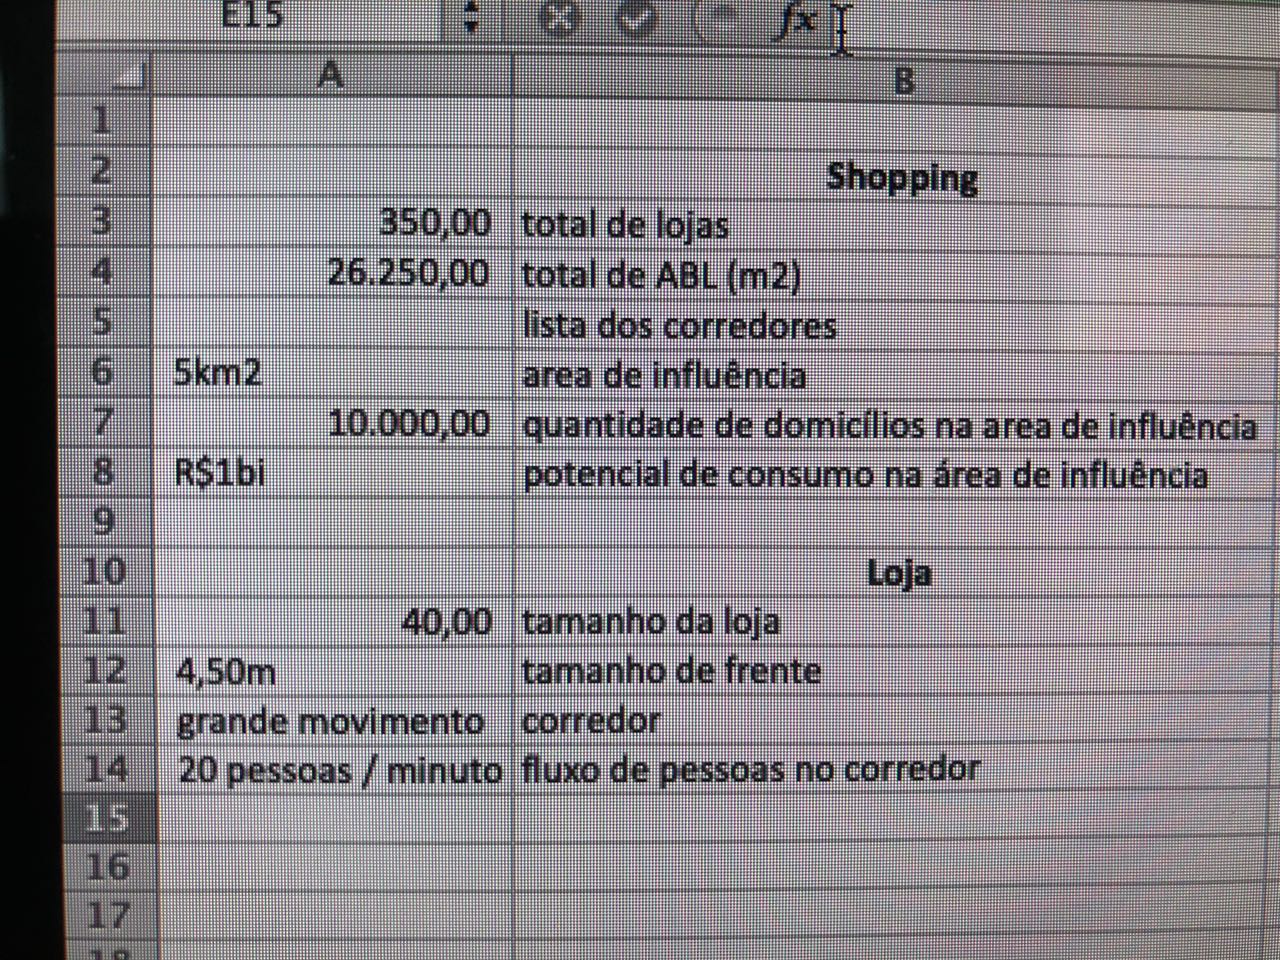 E15 fx
A B
1
2 Shopping
3 350,00 total de lojas
4 26.250,00 total de ABL (m2)
5 lista dos corredores
6 5km2 area de influência
7 10.000,00 quantidade de domicílios na area de influência
8 R$1bi potencial de consumo na área de influência
9
10 Loja
11 40,00 tamanho da loja
12 4,50m tamanho de frente
13 grande movimento corredor
14 20 pessoas / minuto fluxo de pessoas no corredor
15
16
17
18